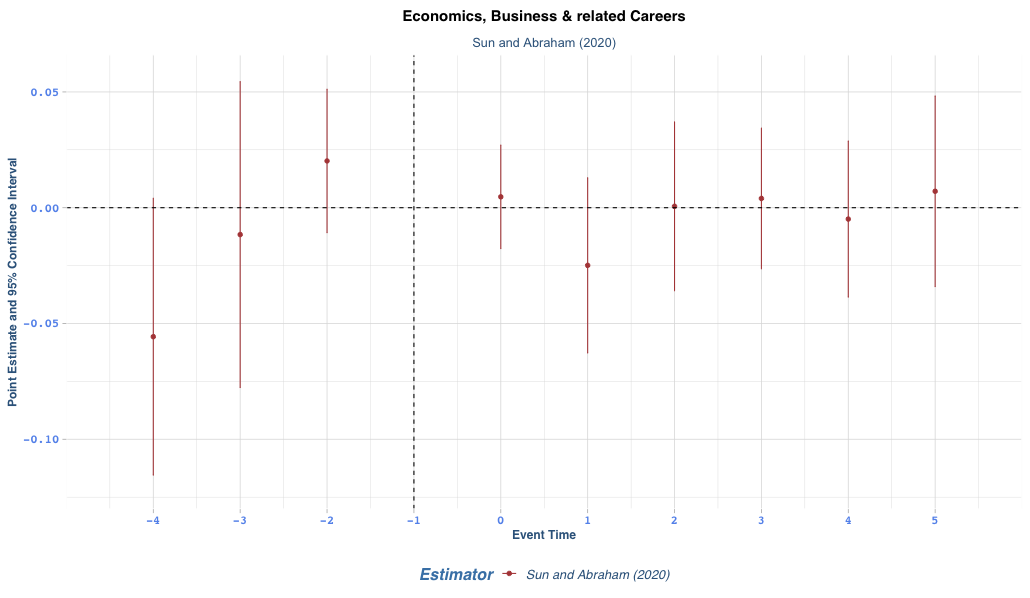 Economics, Business & related Careers
Sun and Abraham (2020)
Point Estimate and 95% Confidence Interval
0.05
0.00
−0.05
−0.10
−4 −3 −2 −1 0 1 2 3 4 5
Event Time
Estimator Sun and Abraham (2020)